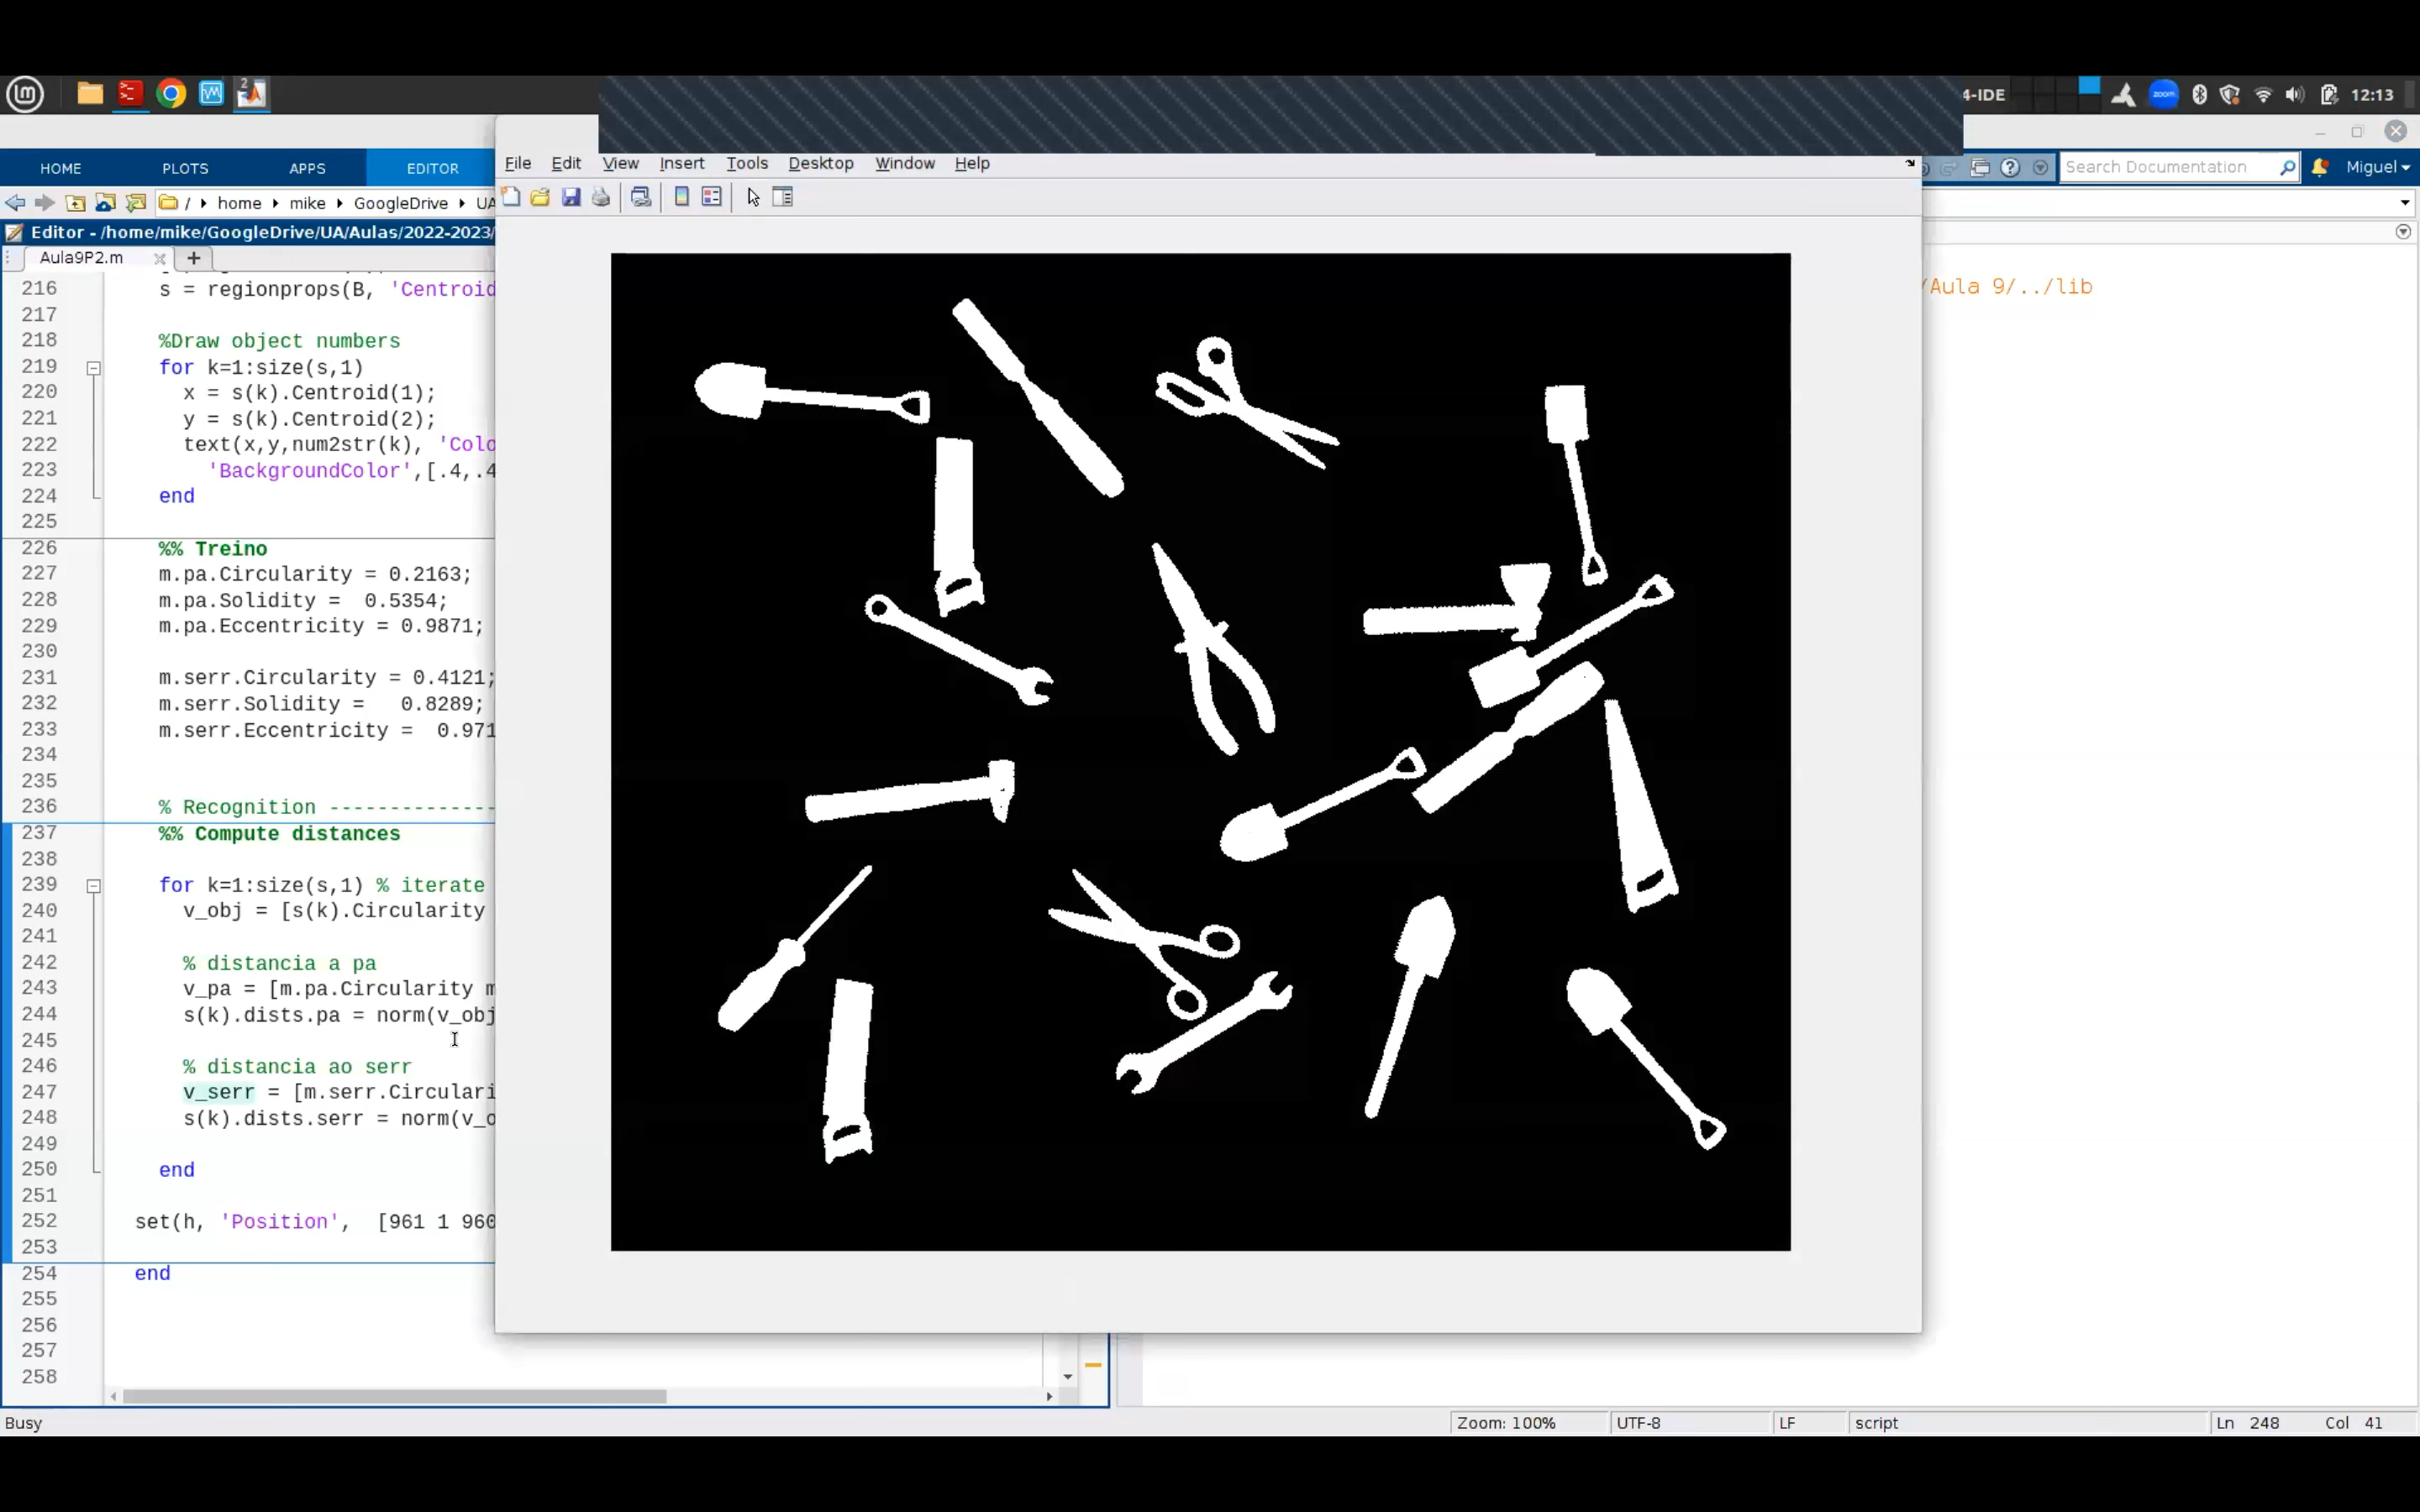 4-IDE
zoom
12:13
HOME PLOTS APPS EDITOR
File Edit View Insert Tools Desktop Window Help
Search Documentation
Miguel
/ home mike GoogleDrive UA
Editor - /home/mike/GoogleDrive/UA/Aulas/2022-2023/
Aula9P2.m
216 s = regionprops(B, 'Centroid
217
218 %Draw object numbers
219 for k=1:size(s,1)
220 x = s(k).Centroid(1);
221 y = s(k).Centroid(2);
222 text(x,y,num2str(k), 'Colo
223 'BackgroundColor',[.4,.4
224 end
225
226 %% Treino
227 m.pa.Circularity = 0.2163;
228 m.pa.Solidity = 0.5354;
229 m.pa.Eccentricity = 0.9871;
230
231 m.serr.Circularity = 0.4121;
232 m.serr.Solidity = 0.8289;
233 m.serr.Eccentricity = 0.971
234
235
236 % Recognition --------------
237 %% Compute distances
238
239 for k=1:size(s,1) % iterate
240 v_obj = [s(k).Circularity
241
242 % distancia a pa
243 v_pa = [m.pa.Circularity m
244 s(k).dists.pa = norm(v_obj
245
246 % distancia ao serr
247 v_serr = [m.serr.Circulari
248 s(k).dists.serr = norm(v_o
249
250 end
251
252 set(h, 'Position', [961 1 960
253
254 end
255
256
257
258
/Aula 9/../lib
Busy
Zoom: 100% UTF-8 LF script Ln 248 Col 41